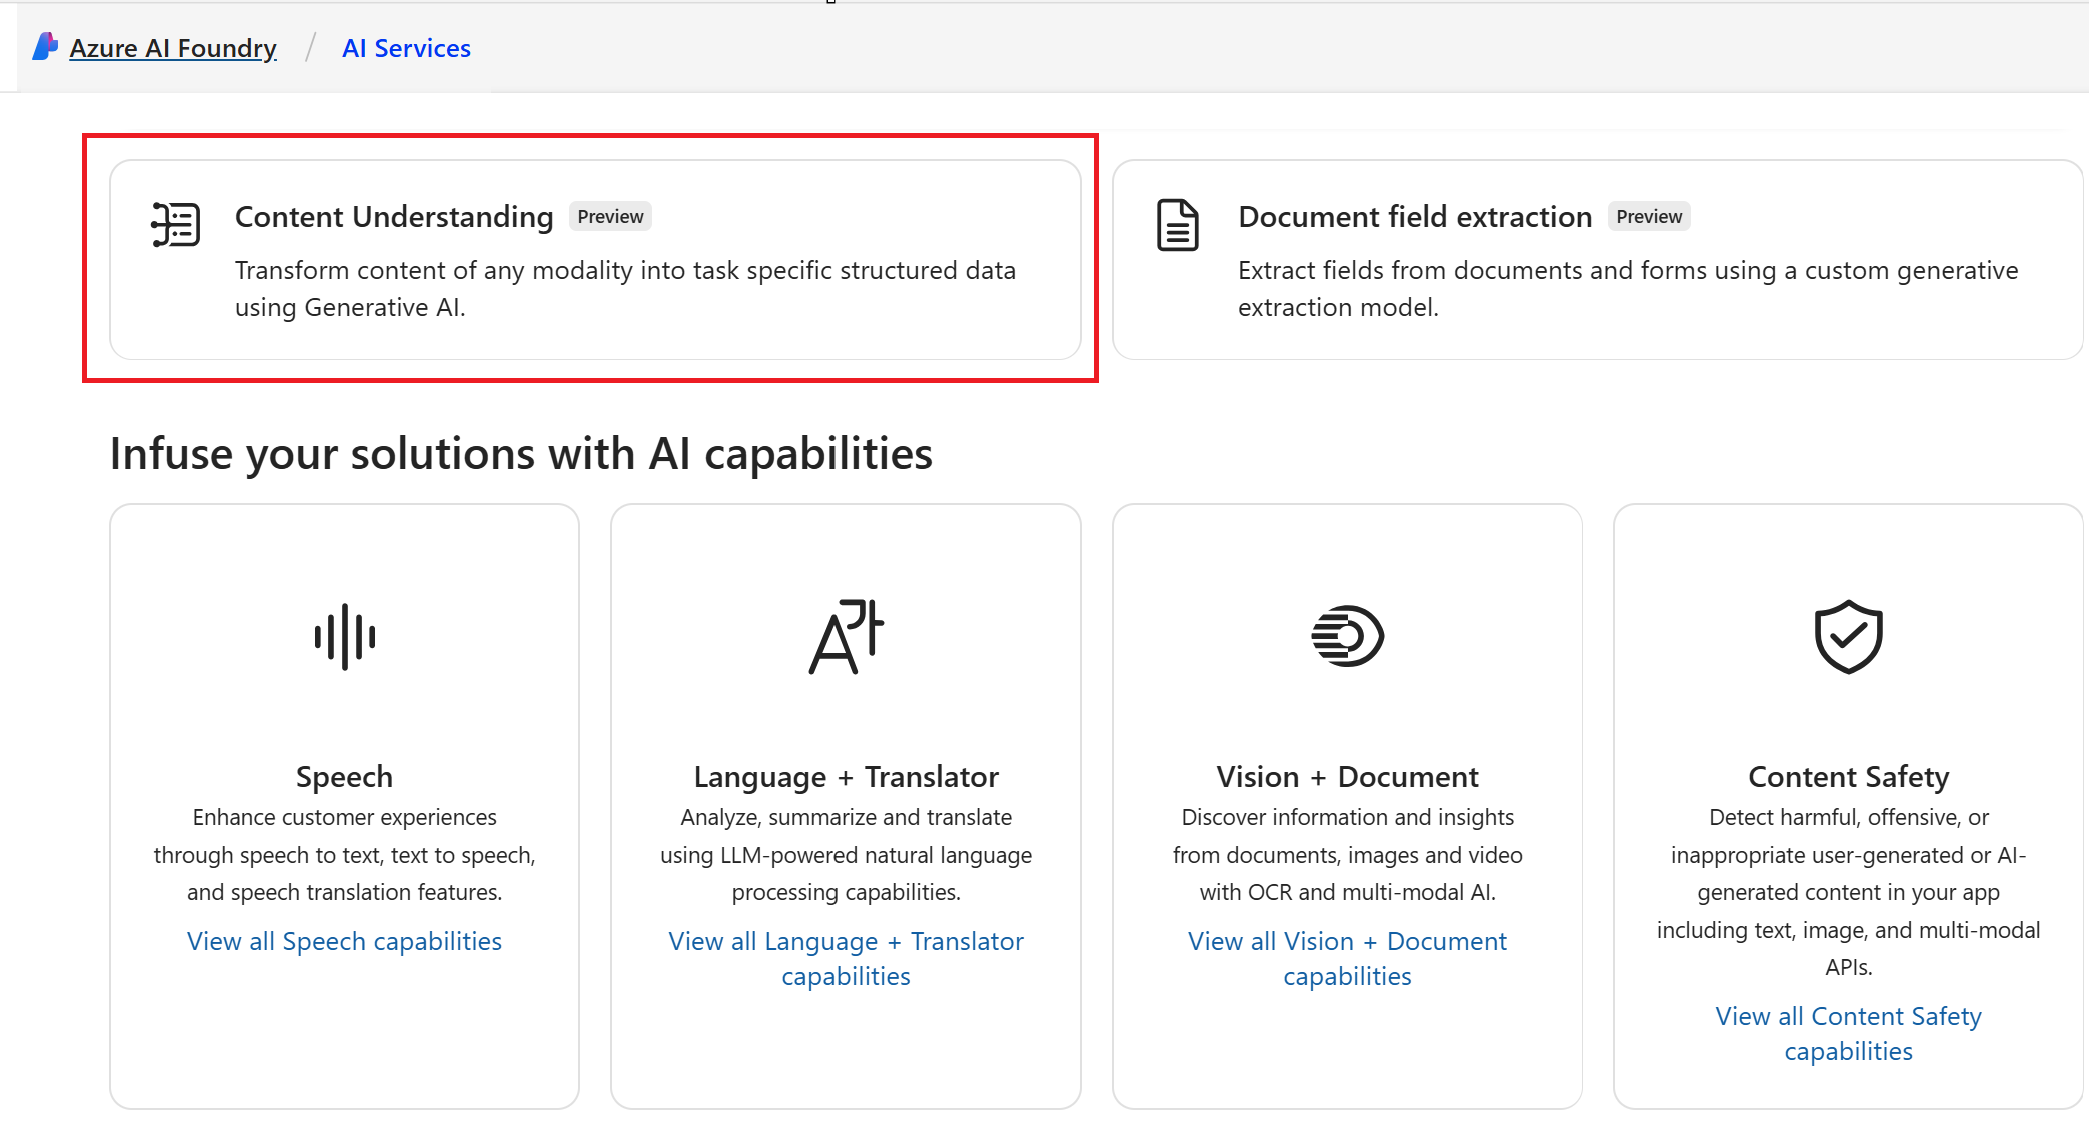 Azure AI Foundry / AI Services
Content Understanding Preview
Transform content of any modality into task specific structured data
using Generative AI.
Document field extraction Preview
Extract fields from documents and forms using a custom generative
extraction model.
Infuse your solutions with AI capabilities
Speech
Enhance customer experiences
through speech to text, text to speech,
and speech translation features.
View all Speech capabilities
Language + Translator
Analyze, summarize and translate
using LLM-powered natural language
processing capabilities.
View all Language + Translator
capabilities
Vision + Document
Discover information and insights
from documents, images and video
with OCR and multi-modal AI.
View all Vision + Document
capabilities
Content Safety
Detect harmful, offensive, or
inappropriate user-generated or AI-
generated content in your app
including text, image, and multi-modal
APIs.
View all Content Safety
capabilities